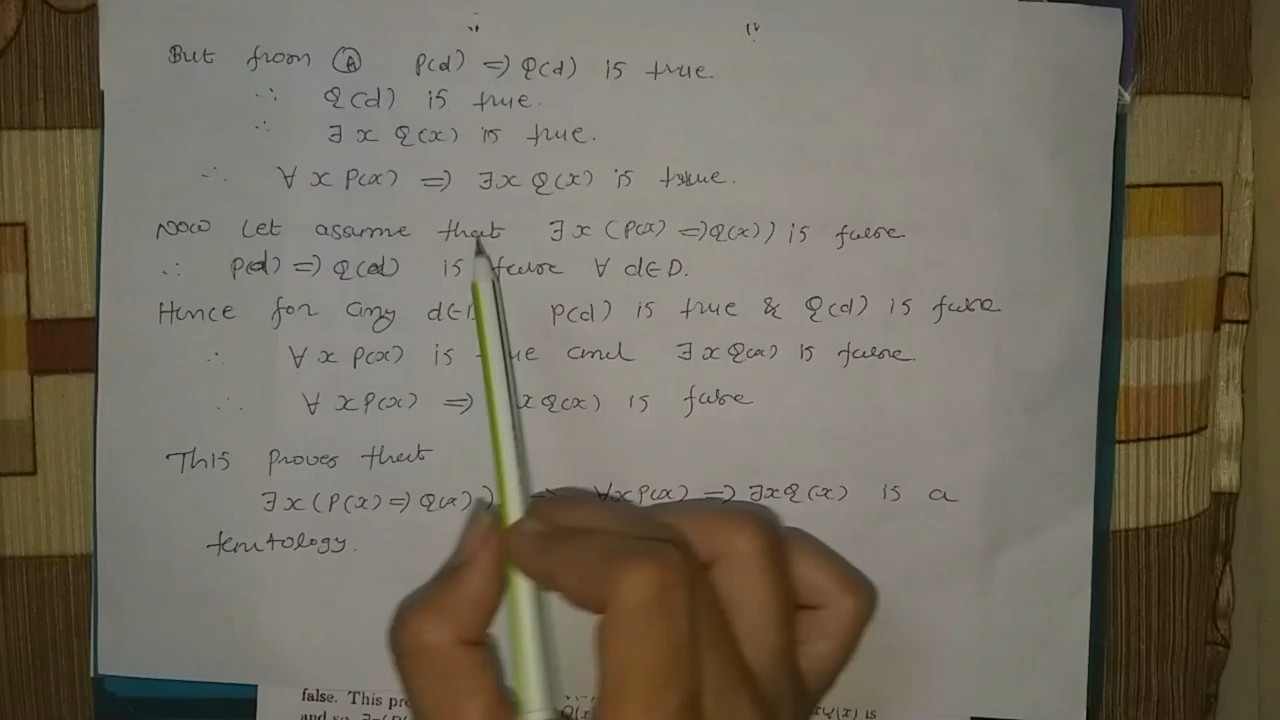 But from Ⓐ P(d) ⇒ Q(d) is true.
∴ Q(d) is true.
∴ ∃ x Q(x) is true.
∴ ∀ x P(x) ⇒ ∃x Q(x) is true.
Now let assume that ∃ x (P(x) ⇒ Q(x)) is false
∴ P(d) ⇒ Q(d) is false ∀ d∈D.
Hence for any d∈ P(d) is true & Q(d) is false
∴ ∀ x P(x) is and ∃ x Q(x) is false.
∴ ∀ x P(x) ⇒ x Q(x) is false
This proves that
∃ x (P(x) ⇒ Q(x)) ∀x P(x) ⇒ ∃x Q(x) is a
tautology.
false. This
and so